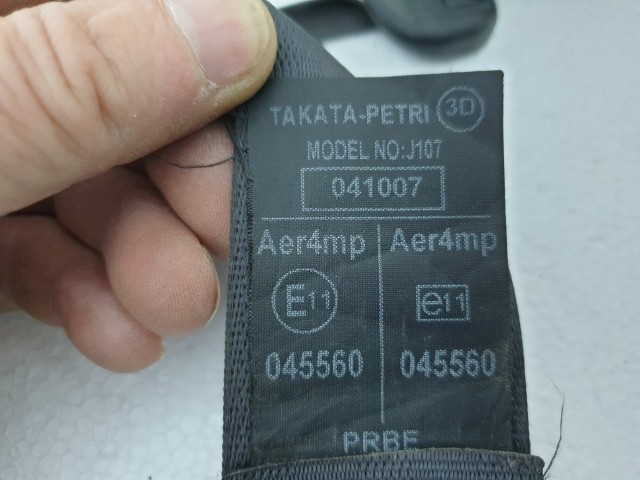 TAKATA-PETRI 3D
MODEL NO:J107
041007
Aer4mp Aer4mp
E11 e11
045560 045560
PRBE